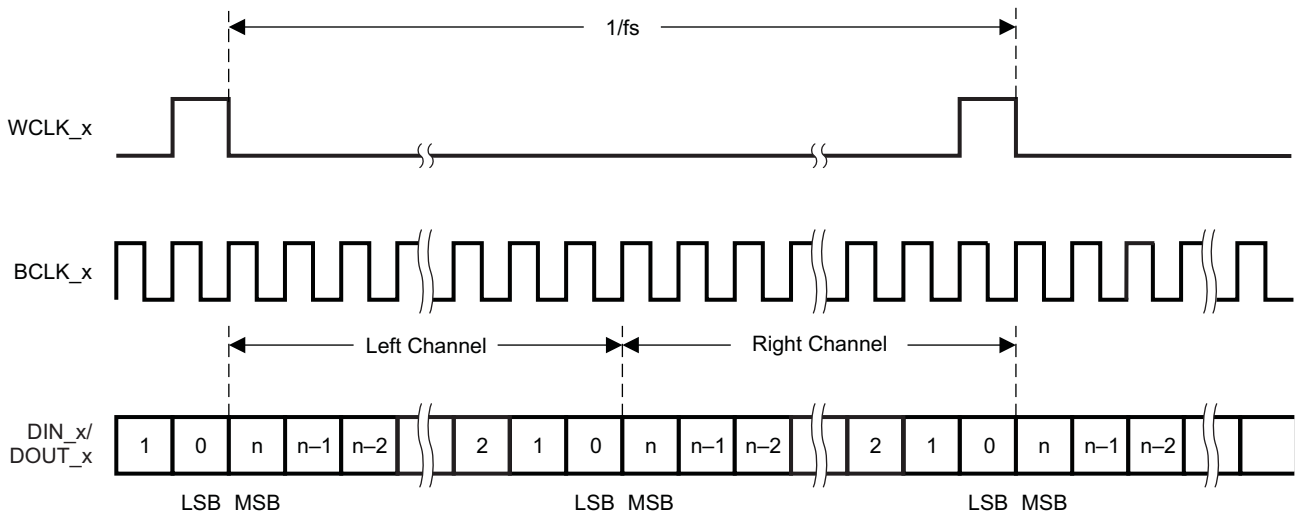 1/fs
WCLK_x
BCLK_x
Left Channel Right Channel
DIN_x/
DOUT_x
1 0 n n–1 n–2 2 1 0 n n–1 n–2 2 1 0 n n–1 n–2
LSB MSB LSB MSB LSB MSB